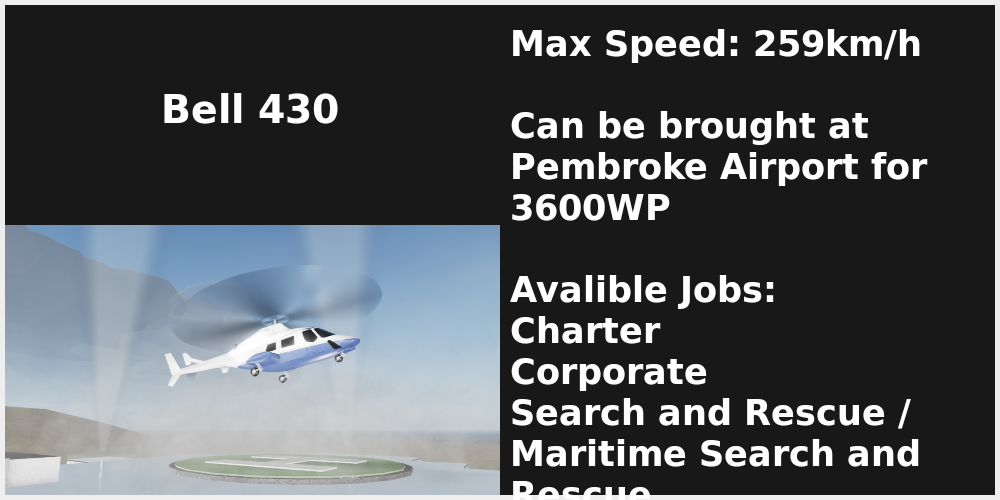 Bell 430
Max Speed: 259km/h
Can be brought at
Pembroke Airport for
3600WP
Avalible Jobs:
Charter
Corporate
Search and Rescue /
Maritime Search and
Rescue